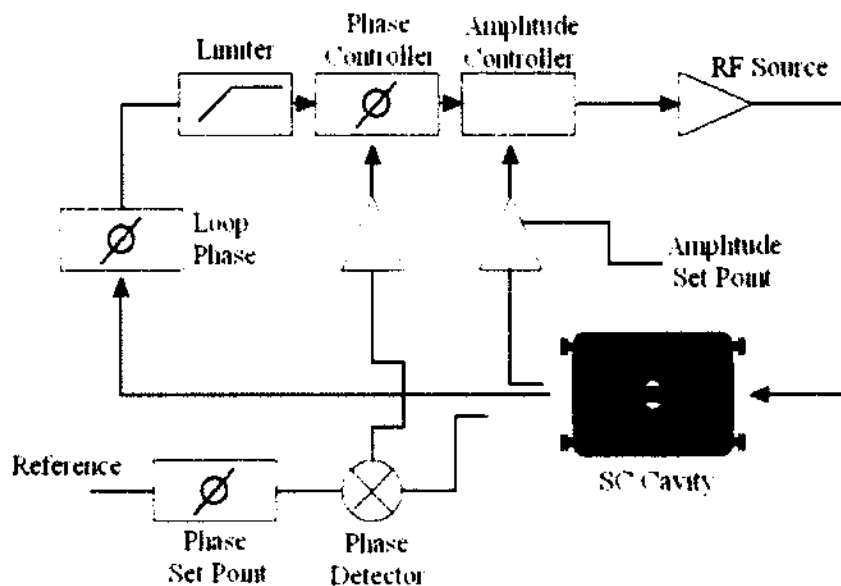 Phase
Controller
Amplitude
Controller
Limiter
RF Source
Loop
Phase
Amplitude
Set Point
Reference
SC Cavity
Phase
Set Point
Phase
Detector